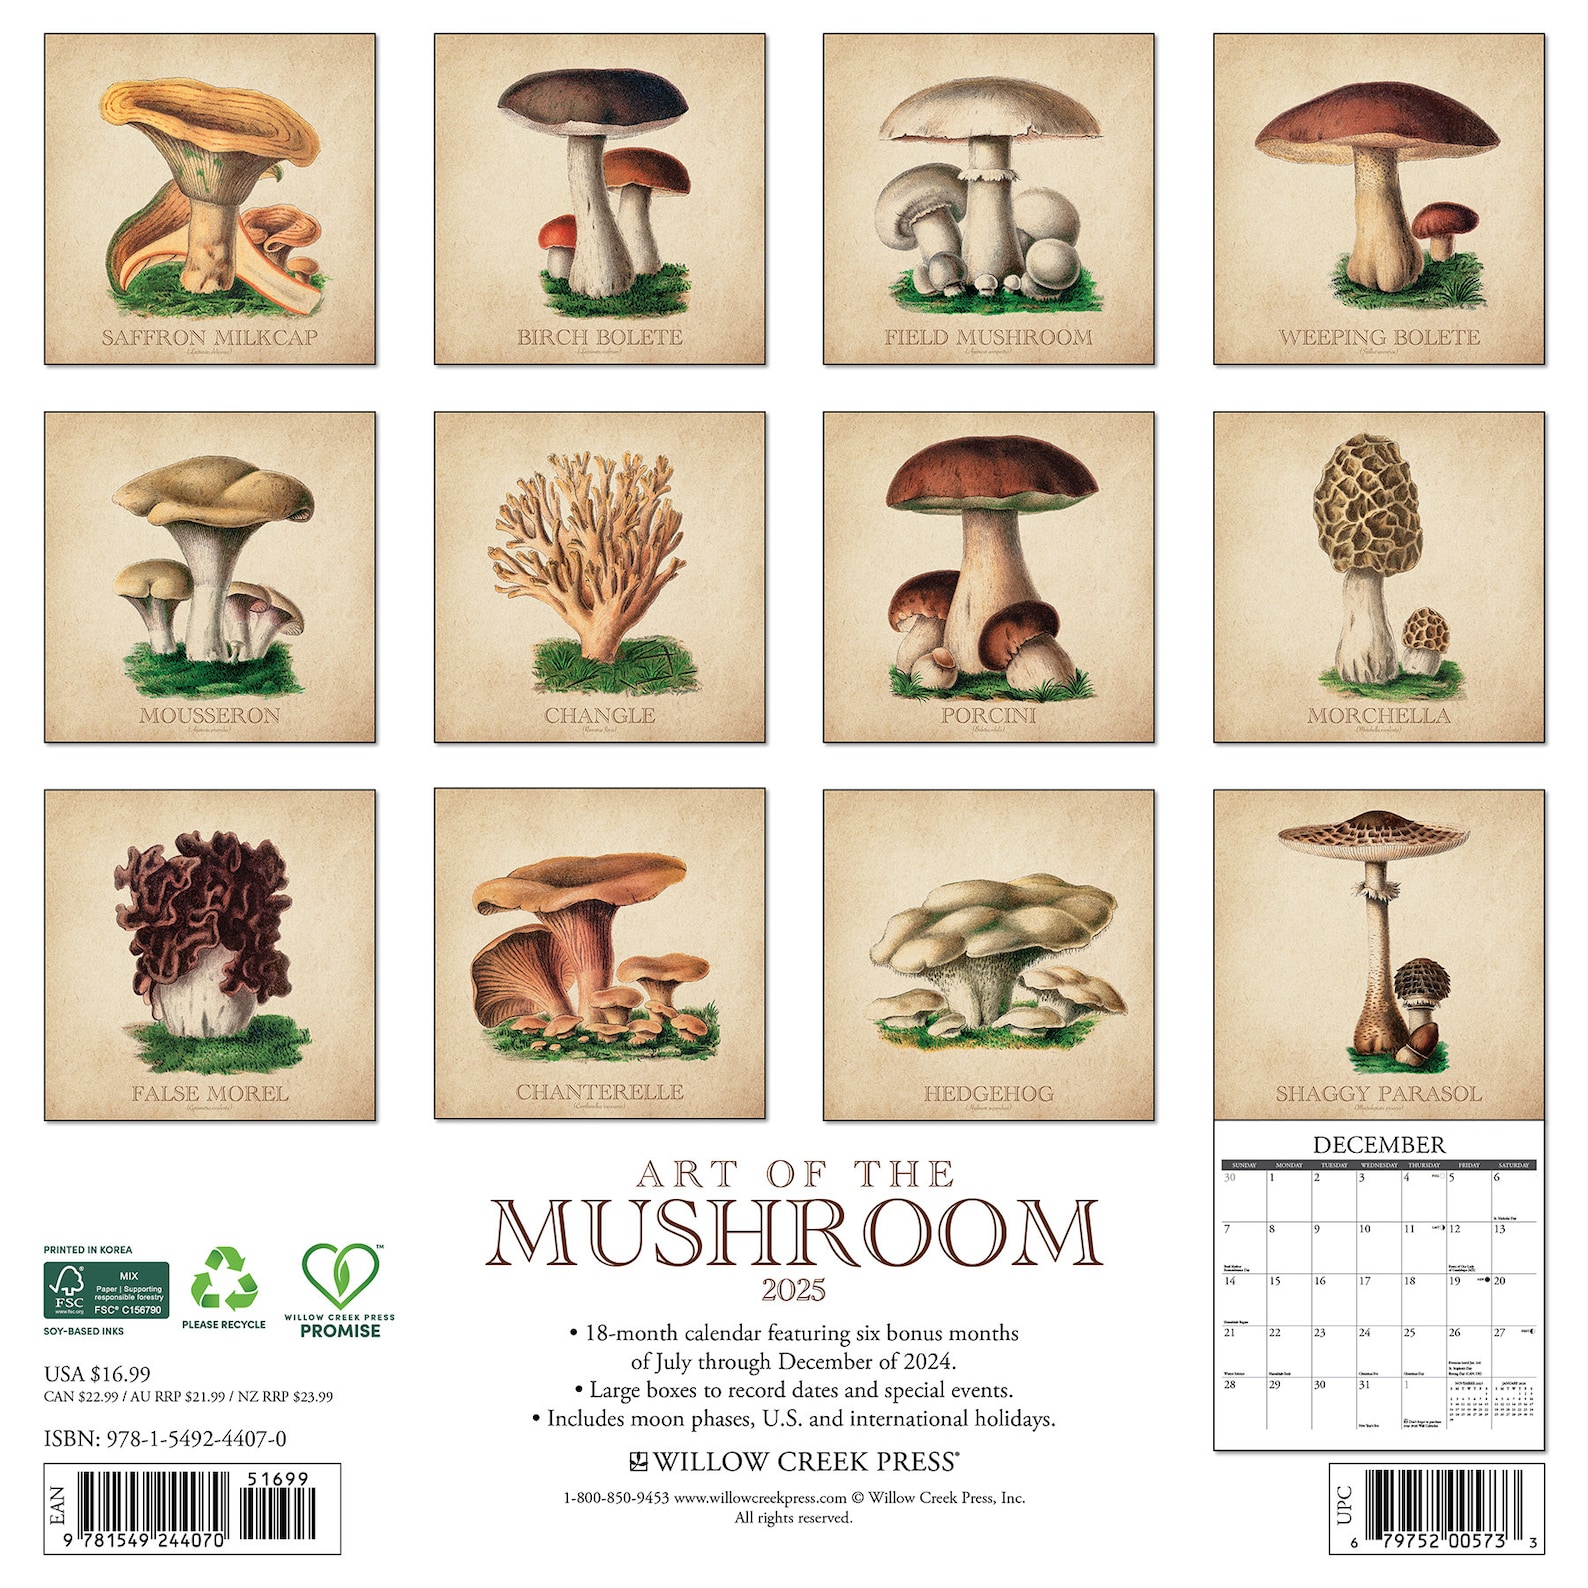 SAFFRON MILKCAP
BIRCH BOLETE
FIELD MUSHROOM
WEEPING BOLETE
MOUSSERON
CHANGLE
PORCINI
MORCHELLA
FALSE MOREL
CHANTERELLE
HEDGEHOG
SHAGGY PARASOL
DECEMBER
SUNDAY MONDAY TUESDAY WEDNESDAY THURSDAY FRIDAY SATURDAY
30 1 2 3 4 5 6
7 8 9 10 11 12 13
14 15 16 17 18 19 20
21 22 23 24 25 26 27
28 29 30 31 1
ART OF THE
MUSHROOM
2025
• 18-month calendar featuring six bonus months
of July through December of 2024.
• Large boxes to record dates and special events.
• Includes moon phases, U.S. and international holidays.
WILLOW CREEK PRESS®
1-800-850-9453 www.willowcreekpress.com © Willow Creek Press, Inc.
All rights reserved.
PRINTED IN KOREA
FSC
www.fsc.org
MIX
Paper | Supporting
responsible forestry
FSC® C156790
SOY-BASED INKS
PLEASE RECYCLE
™
WILLOW CREEK PRESS
PROMISE
USA $16.99
CAN $22.99 / AU RRP $21.99 / NZ RRP $23.99
ISBN: 978-1-5492-4407-0
EAN
51699
9 781549 244070
UPC
6 79752 00573 3